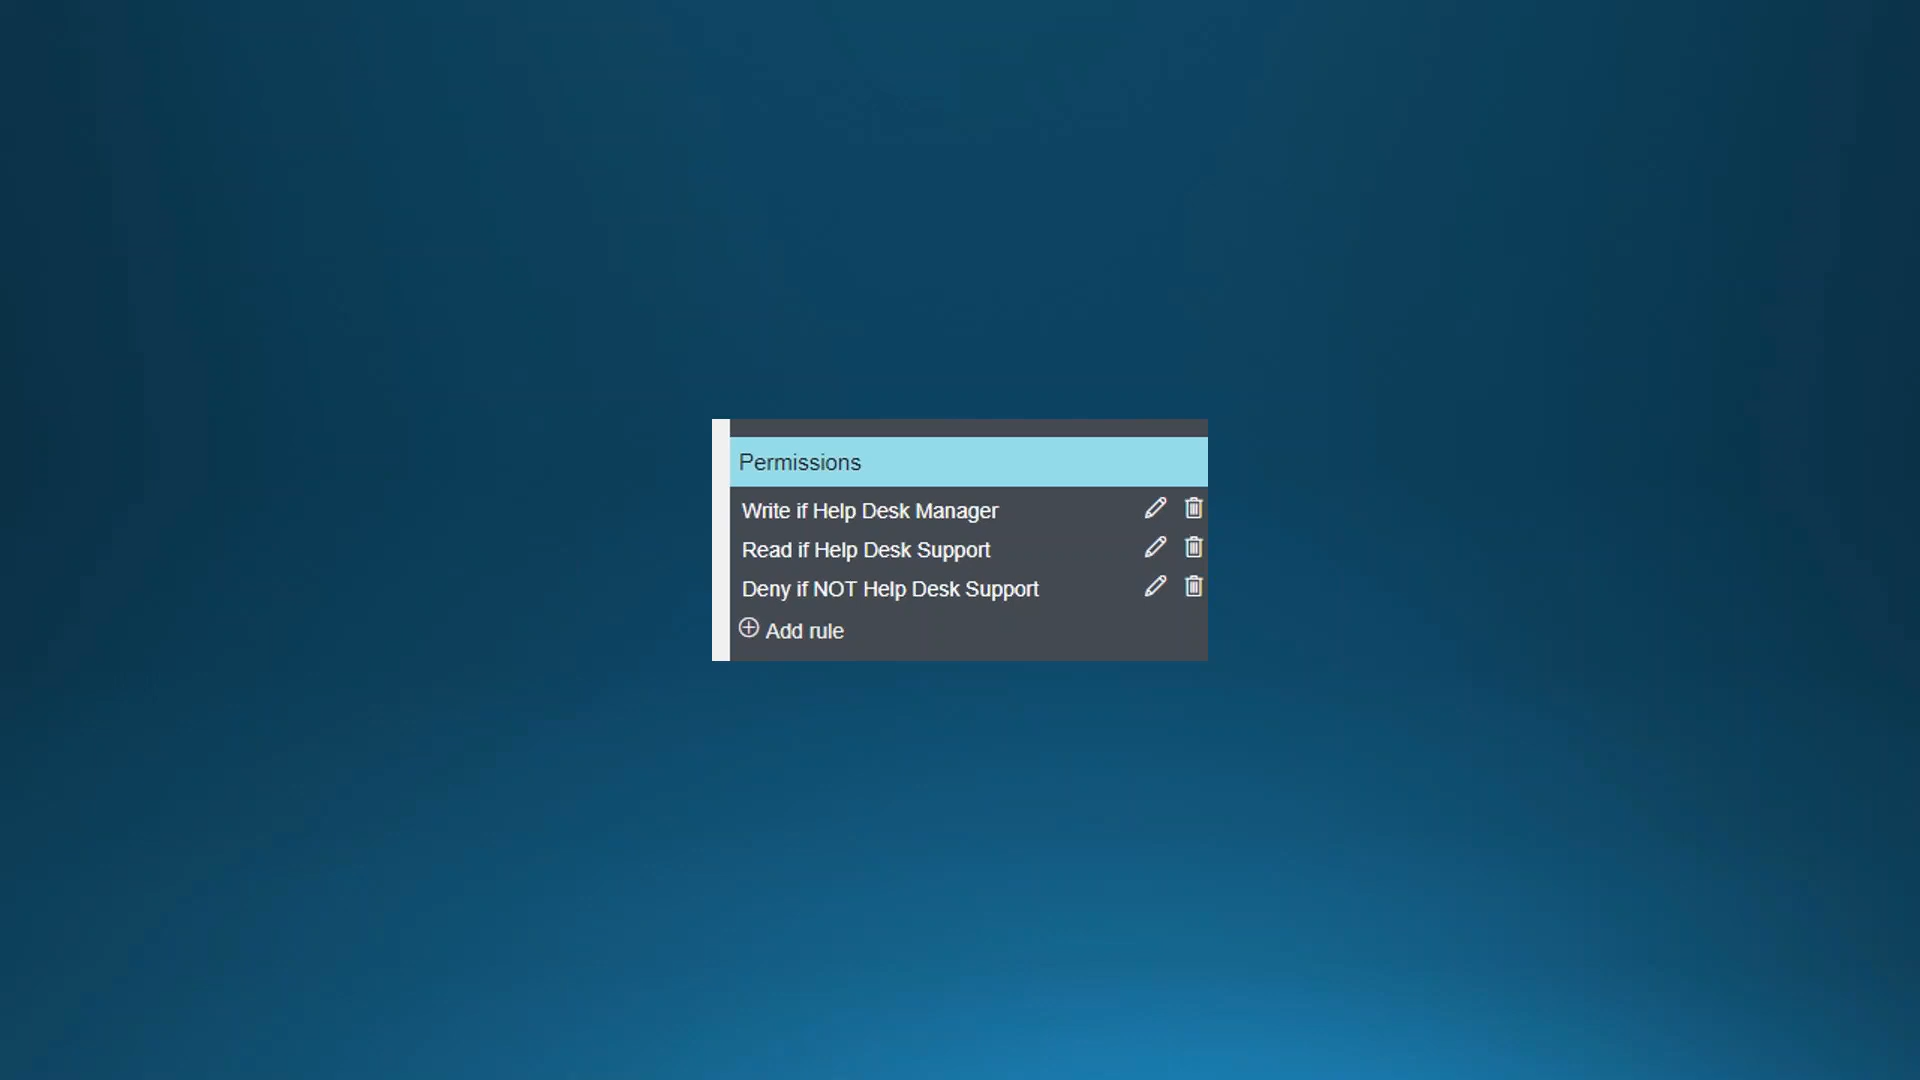 Permissions
Write if Help Desk Manager
Read if Help Desk Support
Deny if NOT Help Desk Support
Add rule